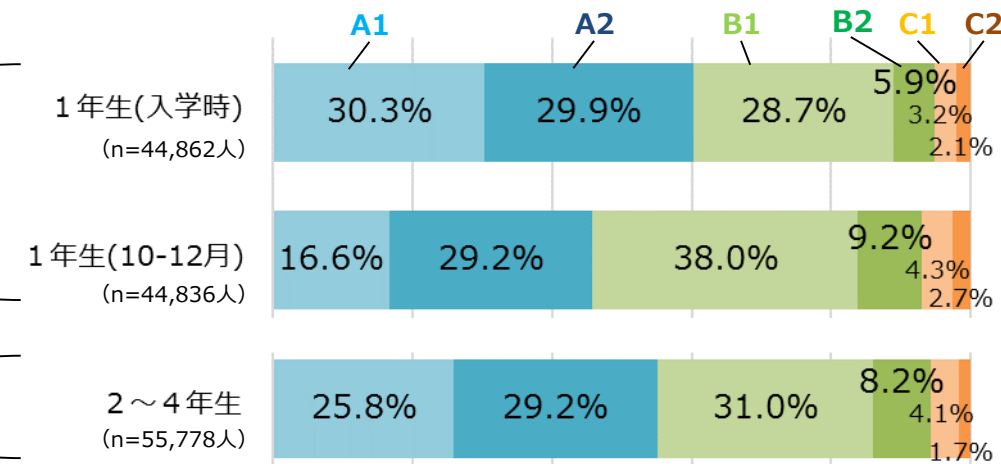 A1 A2 B1 B2 C1 C2
1年生(入学時)
（n=44,862人）
30.3% 29.9% 28.7% 5.9% 3.2% 2.1%
1年生(10-12月)
（n=44,836人）
16.6% 29.2% 38.0% 9.2% 4.3% 2.7%
2～4年生
（n=55,778人）
25.8% 29.2% 31.0% 8.2% 4.1% 1.7%